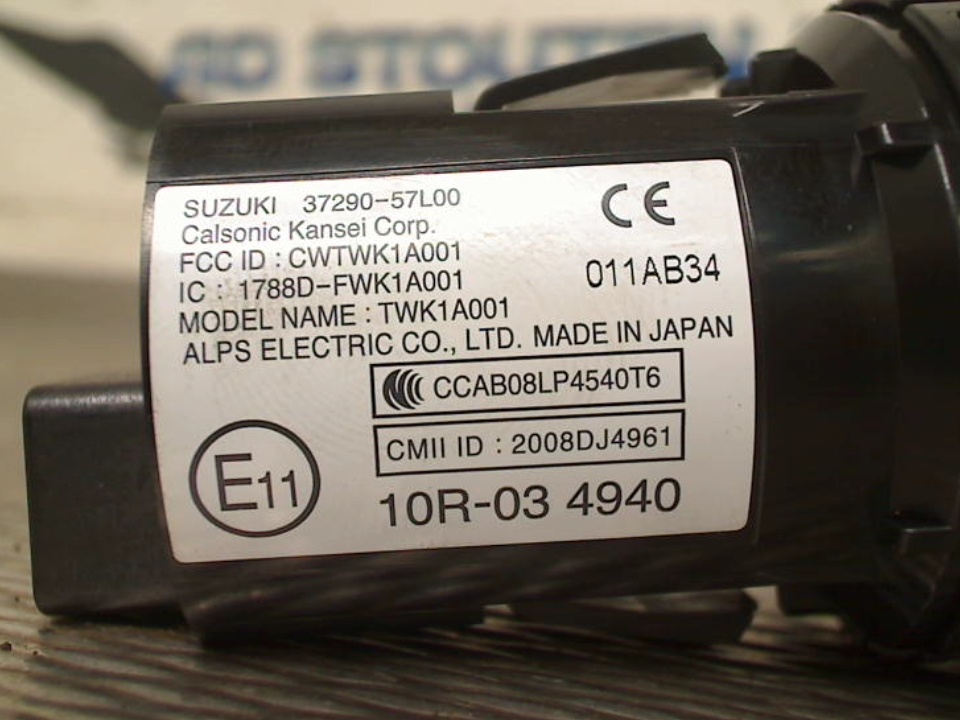 STOUTEN
SUZUKI 37290-57L00
Calsonic Kansei Corp.
FCC ID : CWTWK1A001
IC : 1788D-FWK1A001
MODEL NAME : TWK1A001
ALPS ELECTRIC CO., LTD. MADE IN JAPAN
CE
011AB34
CCAB08LP4540T6
CMII ID : 2008DJ4961
E11
10R-03 4940